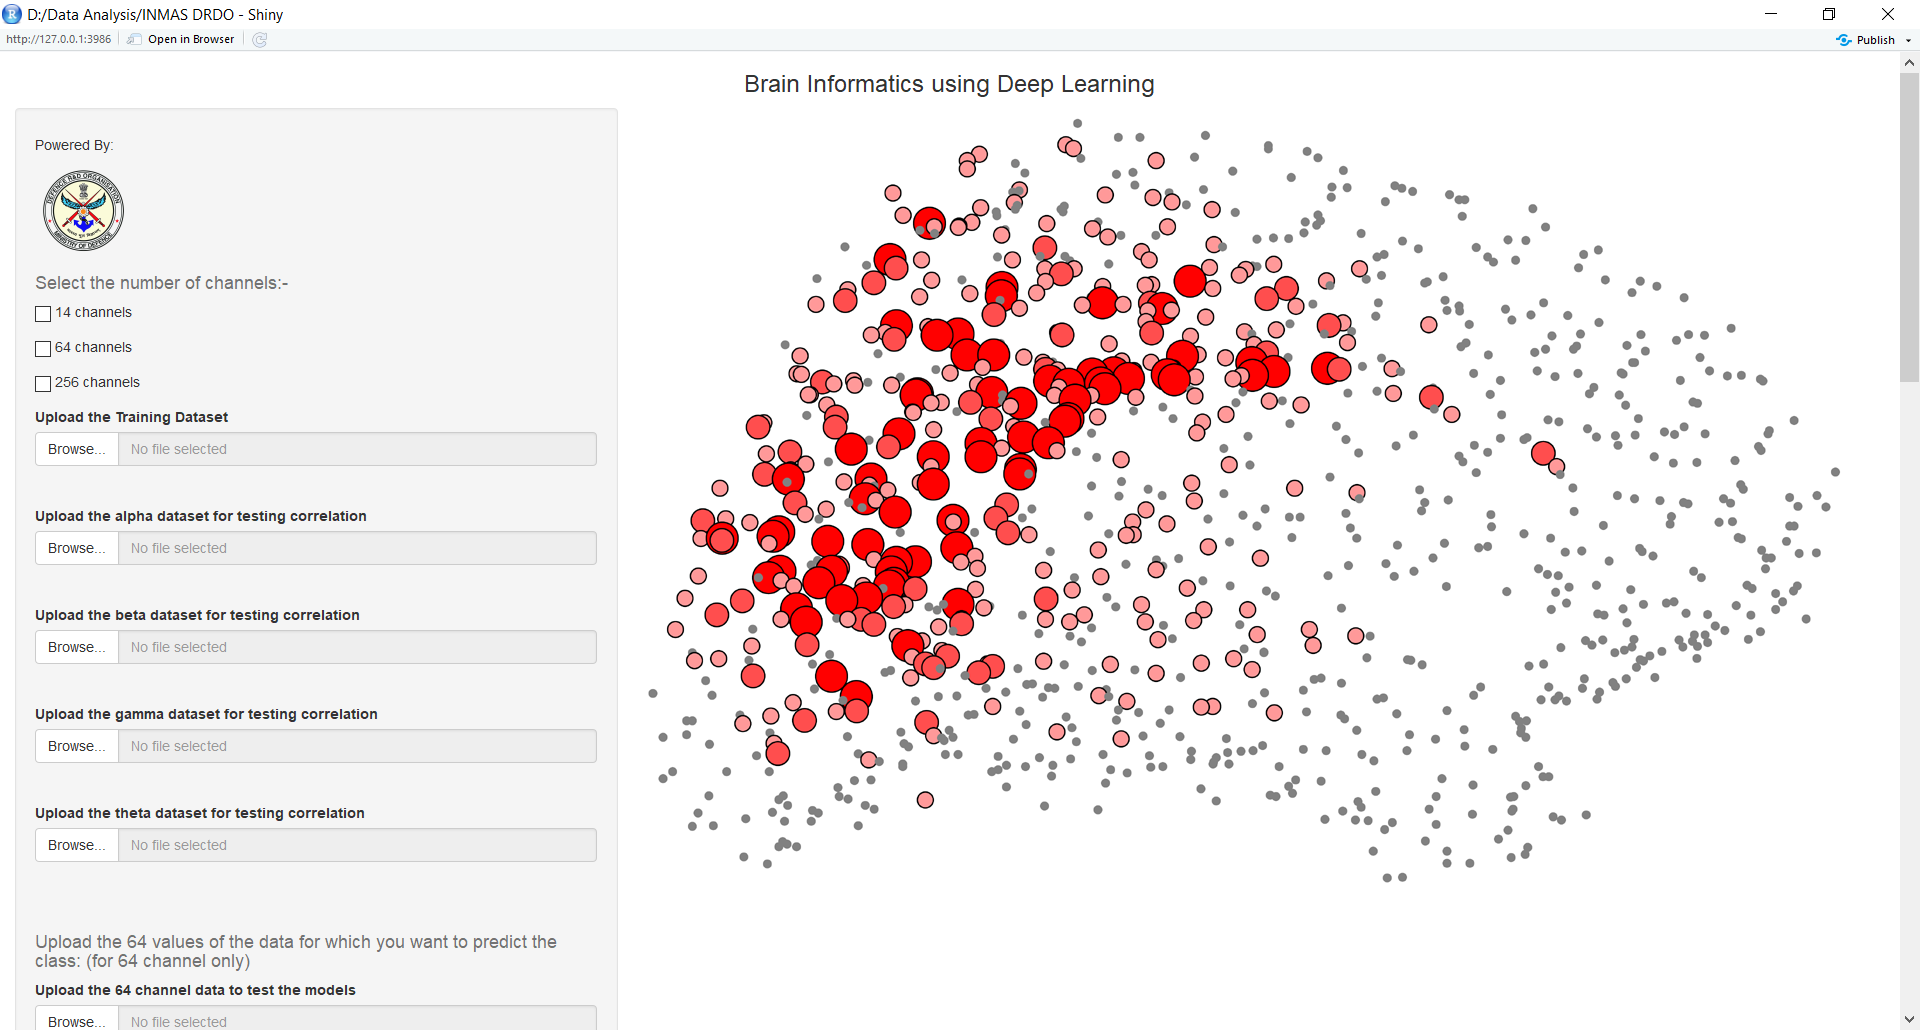 D:/Data Analysis/INMAS DRDO - Shiny
http://127.0.0.1:3986 Open in Browser Publish
Brain Informatics using Deep Learning
Powered By:
DEFENCE R&D ORGANISATION
MINISTRY OF DEFENCE
Select the number of channels:-
14 channels
64 channels
256 channels
Upload the Training Dataset
Browse... No file selected
Upload the alpha dataset for testing correlation
Browse... No file selected
Upload the beta dataset for testing correlation
Browse... No file selected
Upload the gamma dataset for testing correlation
Browse... No file selected
Upload the theta dataset for testing correlation
Browse... No file selected
Upload the 64 values of the data for which you want to predict the
class: (for 64 channel only)
Upload the 64 channel data to test the models
Browse... No file selected